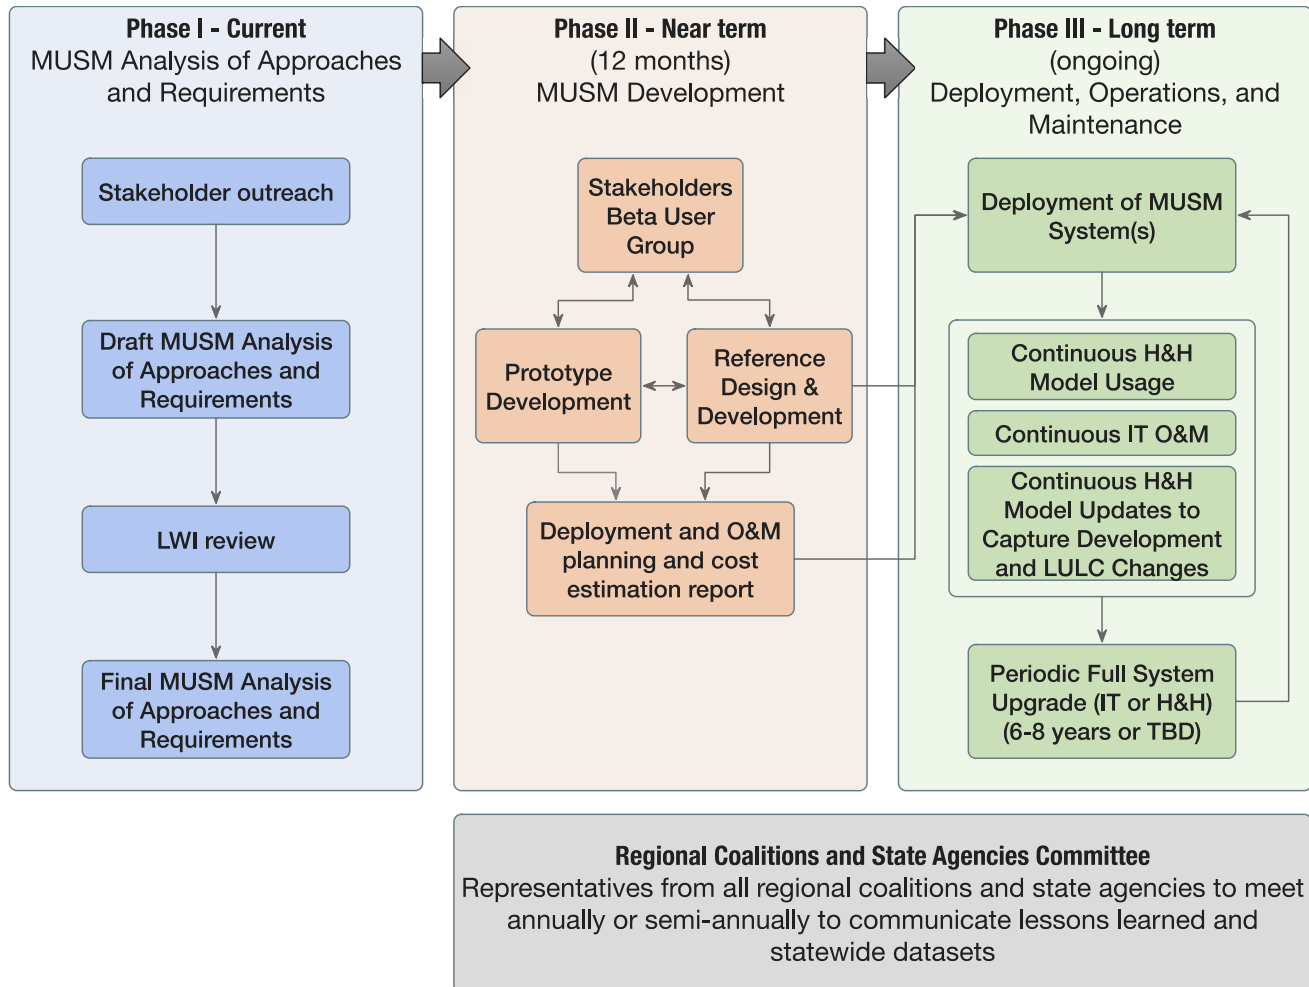 Phase I - Current
MUSM Analysis of Approaches
and Requirements
Stakeholder outreach
Draft MUSM Analysis
of Approaches and
Requirements
LWI review
Final MUSM Analysis
of Approaches and
Requirements
Phase II - Near term
(12 months)
MUSM Development
Stakeholders
Beta User
Group
Prototype
Development
Reference
Design &
Development
Deployment and O&M
planning and cost
estimation report
Phase III - Long term
(ongoing)
Deployment, Operations, and
Maintenance
Deployment of MUSM
System(s)
Continuous H&H
Model Usage
Continuous IT O&M
Continuous H&H
Model Updates to
Capture Development
and LULC Changes
Periodic Full System
Upgrade (IT or H&H)
(6-8 years or TBD)
Regional Coalitions and State Agencies Committee
Representatives from all regional coalitions and state agencies to meet
annually or semi-annually to communicate lessons learned and
statewide datasets